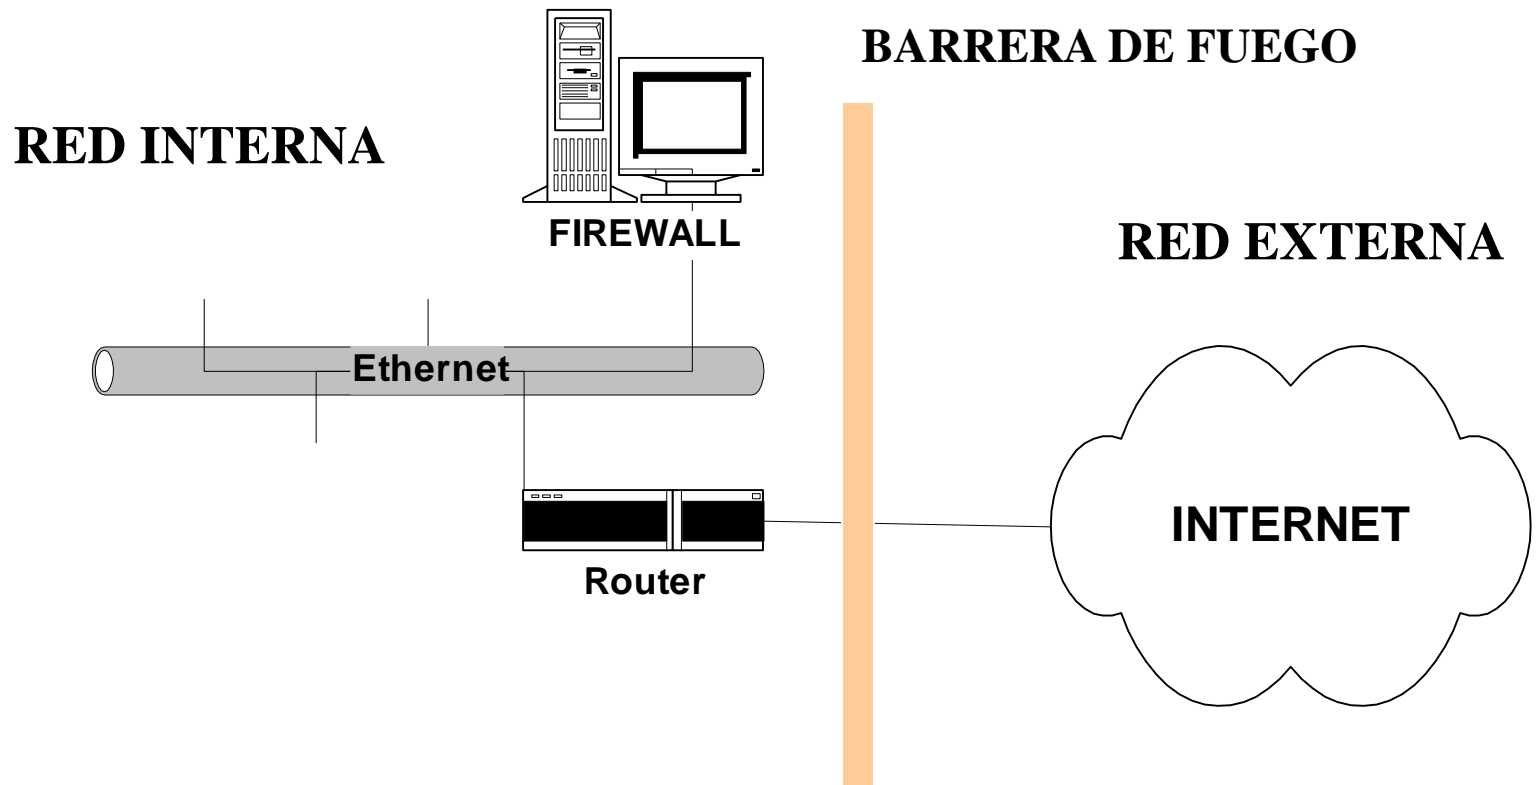 BARRERA DE FUEGO
RED INTERNA
FIREWALL
RED EXTERNA
Ethernet
INTERNET
Router